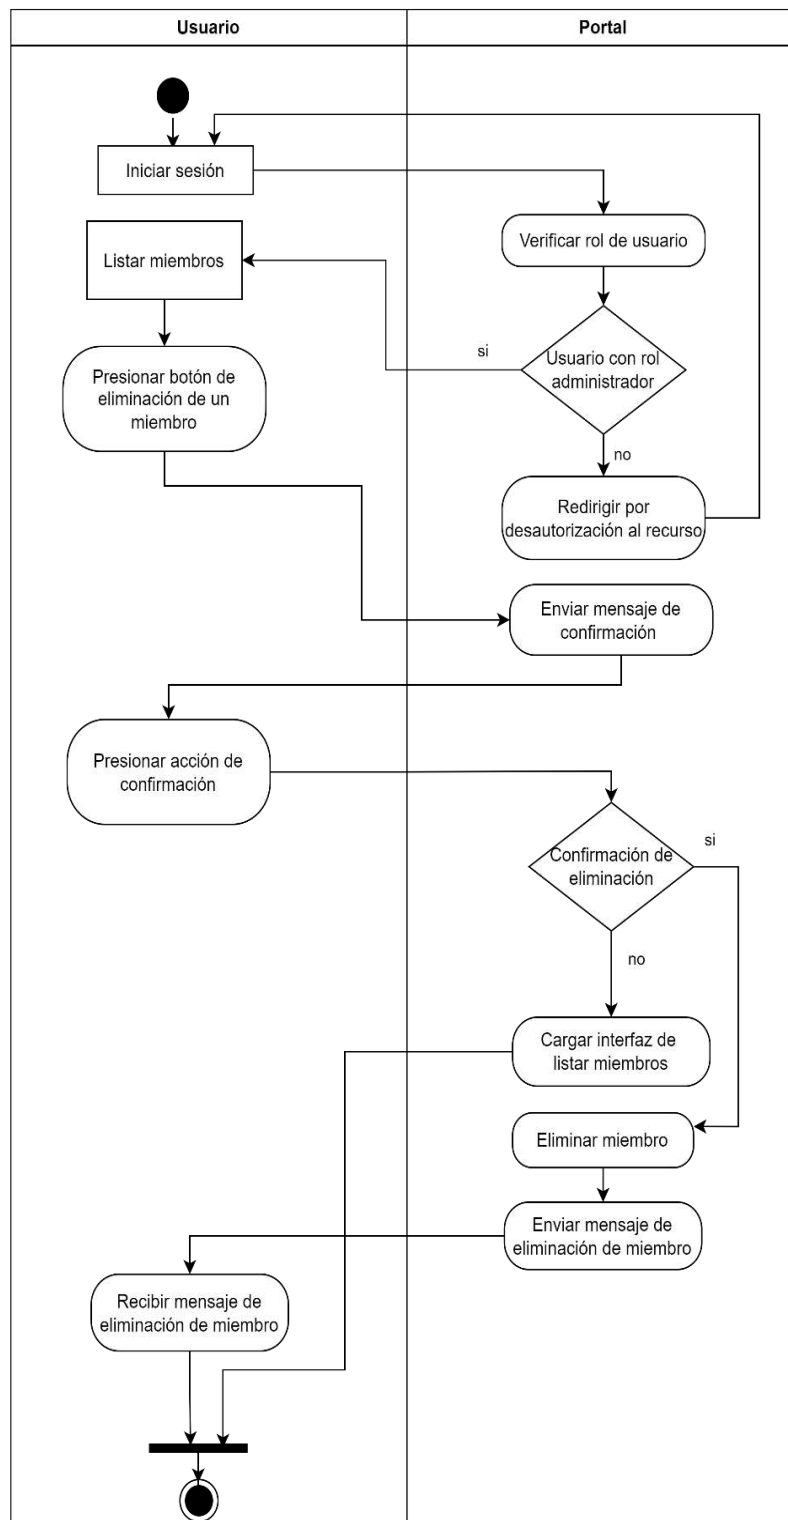 Usuario
Portal
Iniciar sesión
Verificar rol de usuario
Listar miembros
si
Usuario con rol
administrador
Presionar botón de
eliminación de un
miembro
no
Redirigir por
desautorización al recurso
Enviar mensaje de
confirmación
Presionar acción de
confirmación
si
Confirmación de
eliminación
no
Cargar interfaz de
listar miembros
Eliminar miembro
Enviar mensaje de
eliminación de miembro
Recibir mensaje de
eliminación de miembro